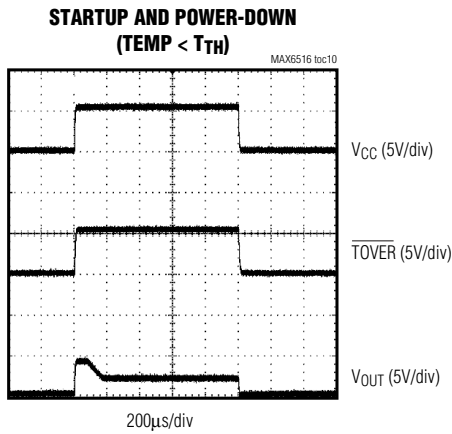 STARTUP AND POWER-DOWN
(TEMP < TTH)
MAX6516 toc10
VCC (5V/div)
TOVER (5V/div)
VOUT (5V/div)
200μs/div